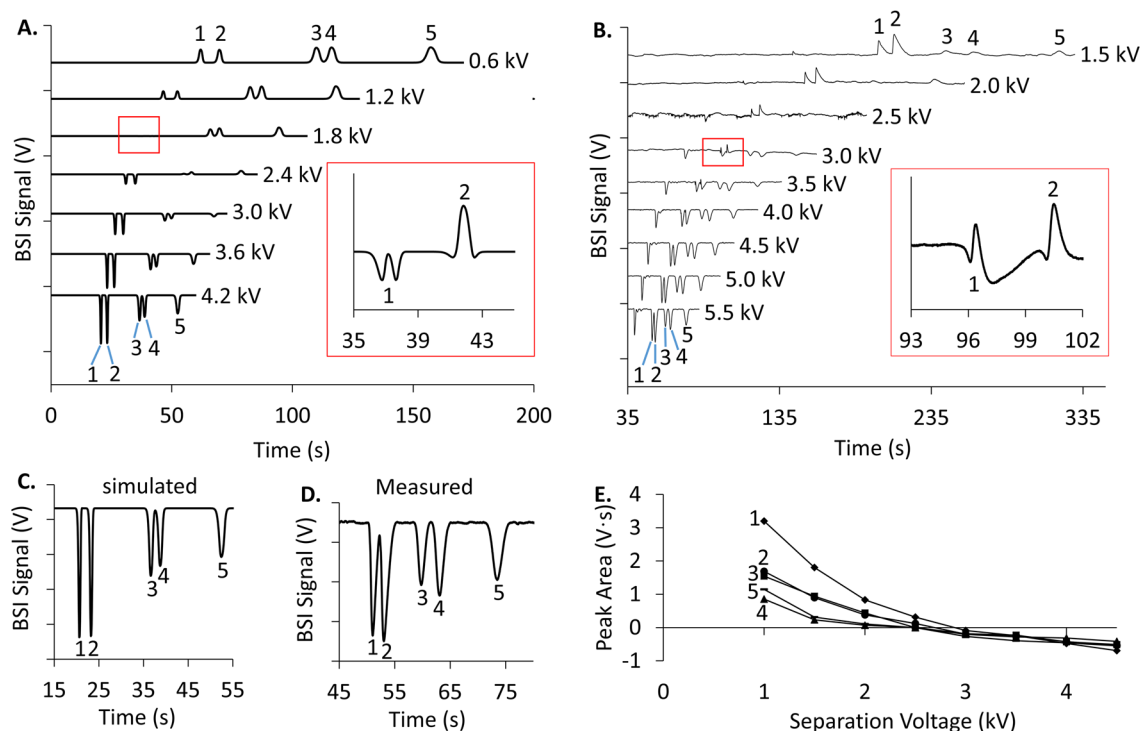 A.
1 2 3 4 5
0.6 kV
1.2 kV
1.8 kV
2.4 kV
3.0 kV
3.6 kV
4.2 kV
1 2 3 4 5
BSI Signal (V)
1 2
35 39 43
0 50 100 150 200
Time (s)
B.
1 2 3 4 5
1.5 kV
2.0 kV
2.5 kV
3.0 kV
3.5 kV
4.0 kV
4.5 kV
5.0 kV
5.5 kV
1 2 3 4 5
BSI Signal (V)
1 2
93 96 99 102
35 135 235 335
Time (s)
C.
simulated
BSI Signal (V)
1 2 3 4 5
15 25 35 45 55
Time (s)
D.
Measured
BSI Signal (V)
1 2 3 4 5
45 55 65 75
Time (s)
E.
Peak Area (V·s)
4
3
2
1
0
-1
1
2
3
5
4
0 1 2 3 4
Separation Voltage (kV)